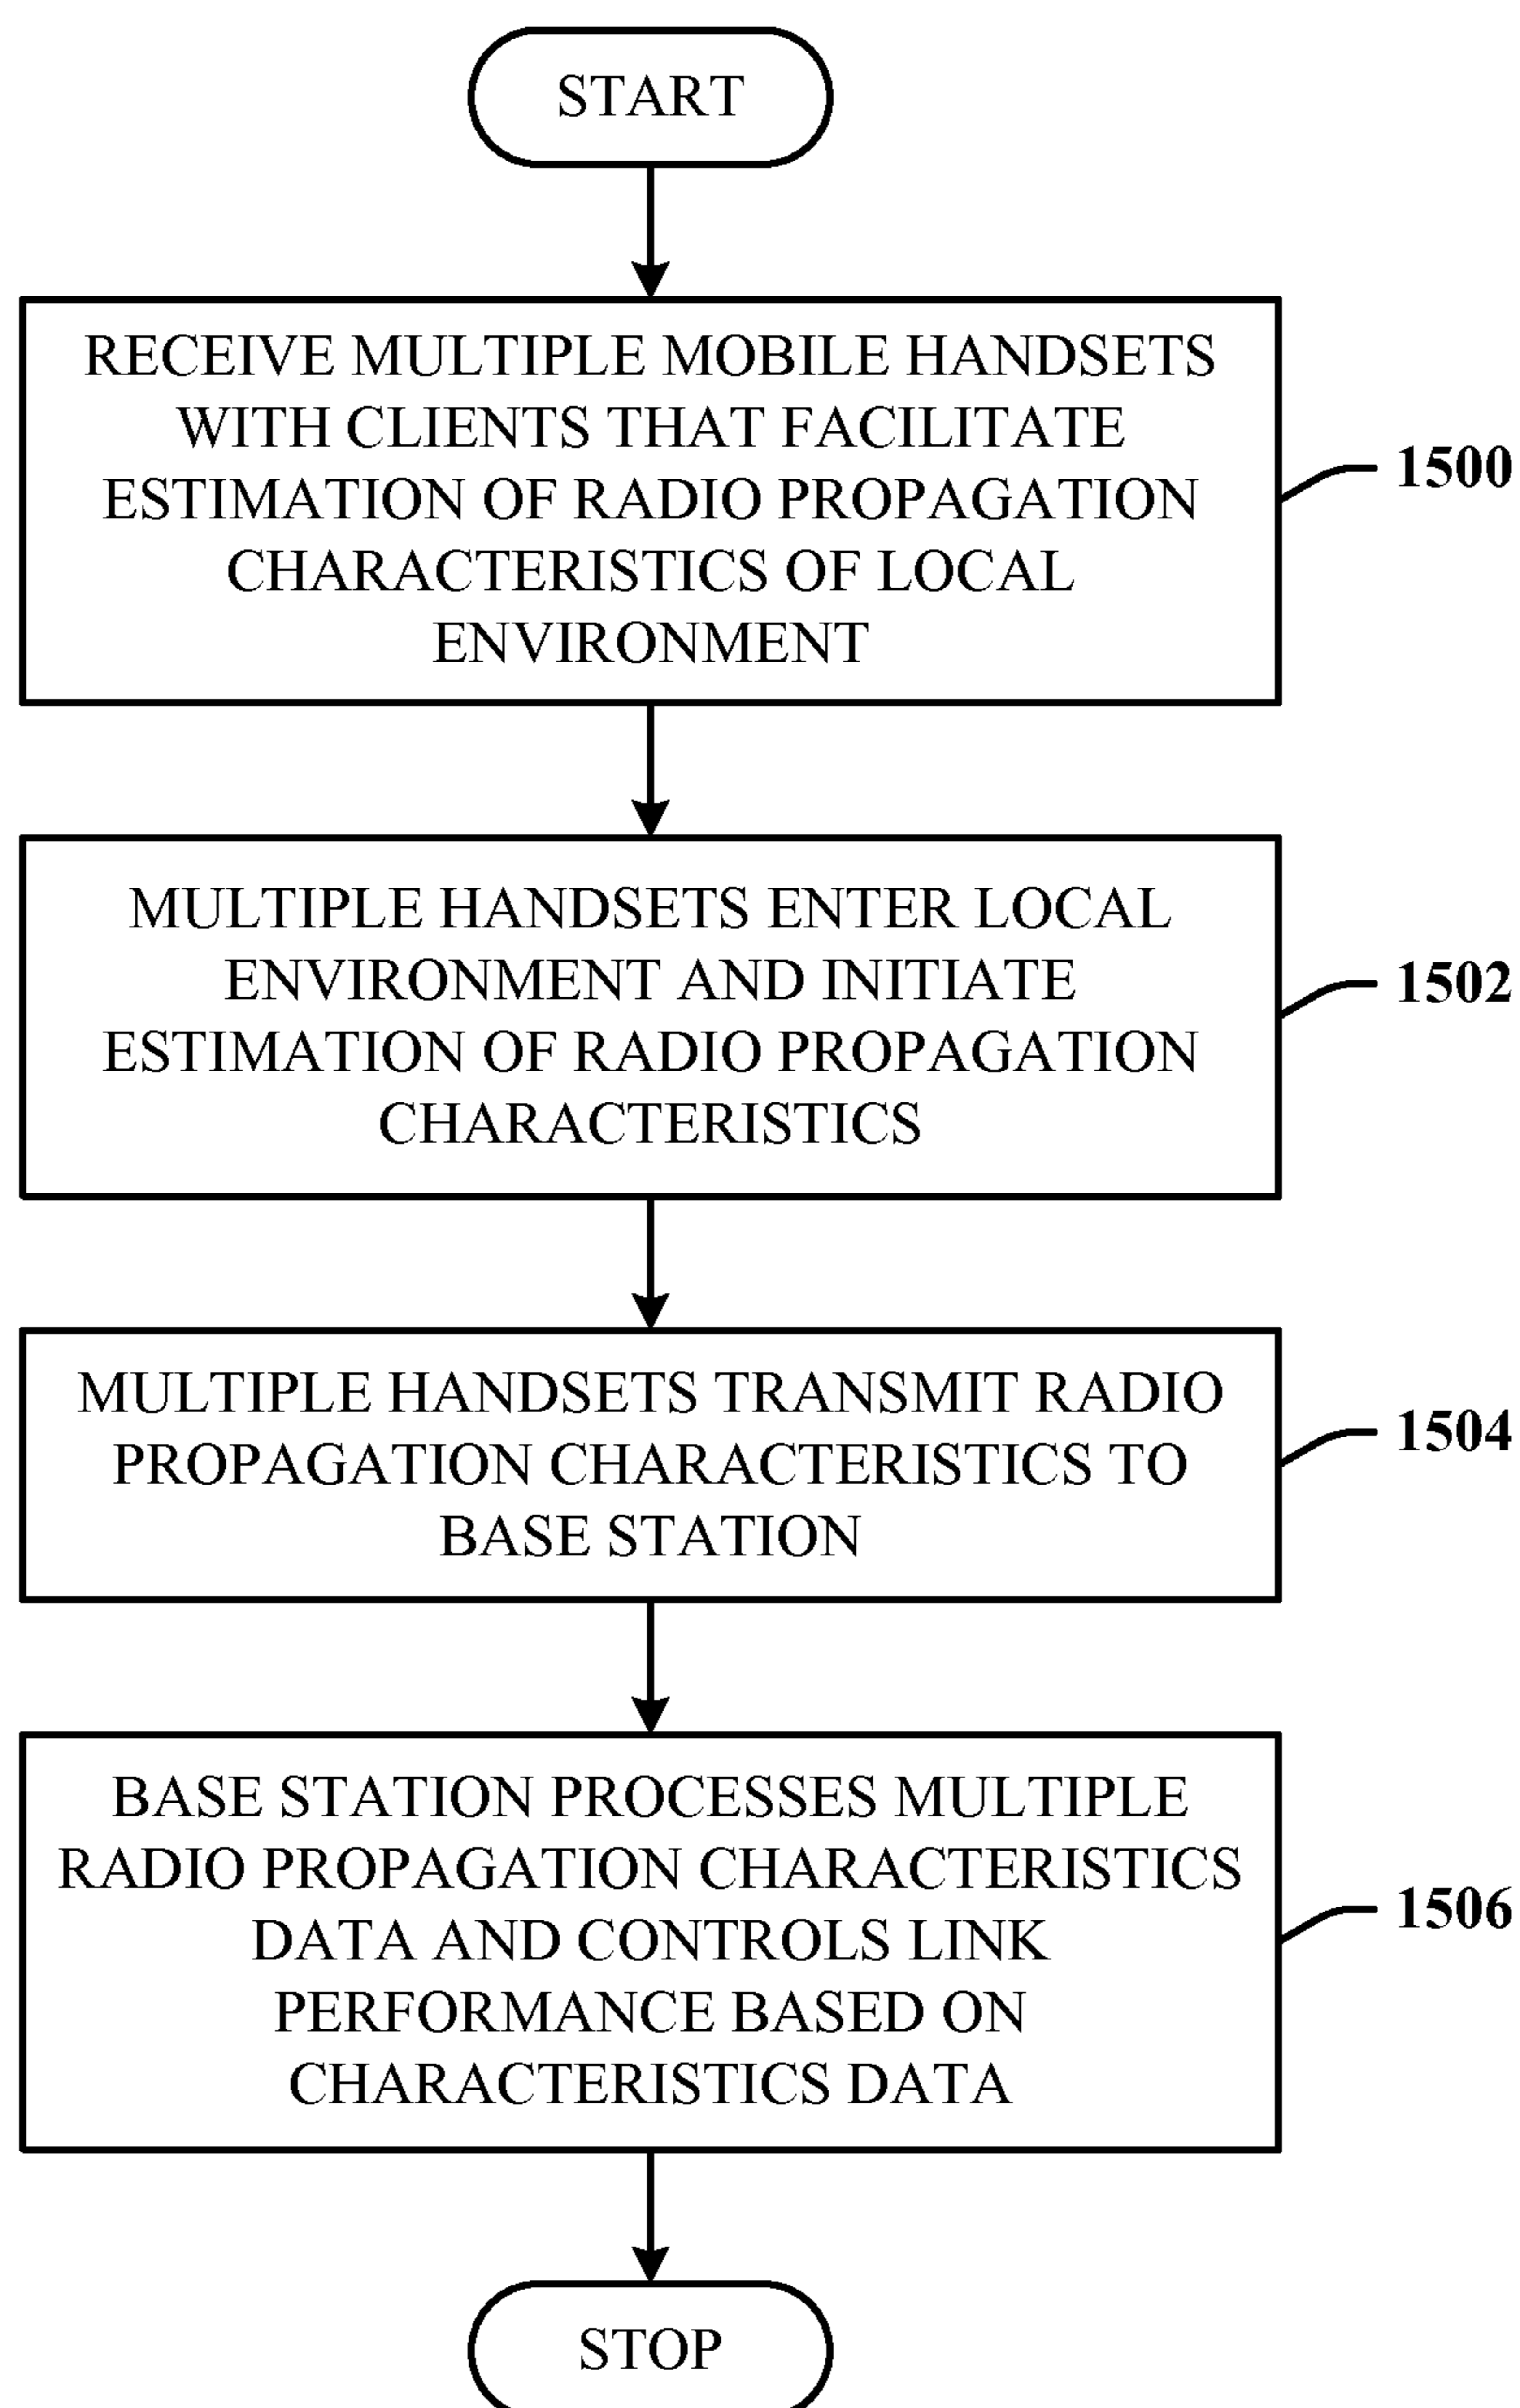 START
RECEIVE MULTIPLE MOBILE HANDSETS
WITH CLIENTS THAT FACILITATE
ESTIMATION OF RADIO PROPAGATION
CHARACTERISTICS OF LOCAL
ENVIRONMENT
1500
MULTIPLE HANDSETS ENTER LOCAL
ENVIRONMENT AND INITIATE
ESTIMATION OF RADIO PROPAGATION
CHARACTERISTICS
1502
MULTIPLE HANDSETS TRANSMIT RADIO
PROPAGATION CHARACTERISTICS TO
BASE STATION
1504
BASE STATION PROCESSES MULTIPLE
RADIO PROPAGATION CHARACTERISTICS
DATA AND CONTROLS LINK
PERFORMANCE BASED ON
CHARACTERISTICS DATA
1506
STOP